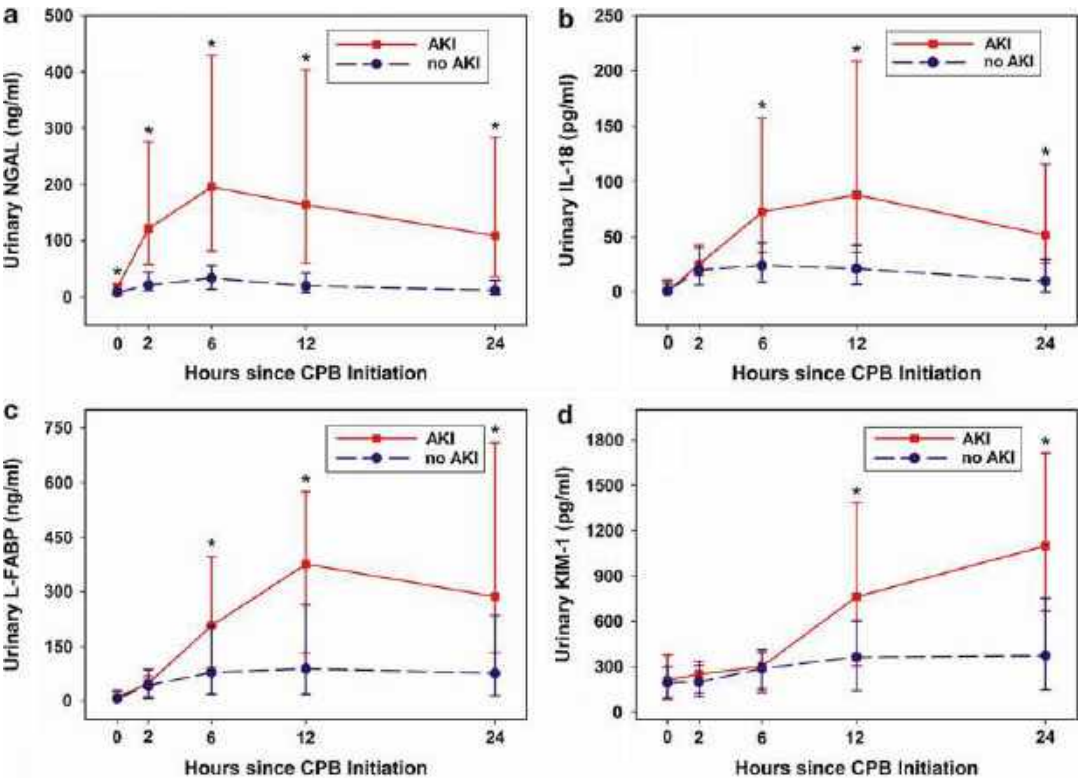 a
500
400
300
200
100
0
Urinary NGAL (ng/ml)
AKI
no AKI
*
*
*
*
*
0 2 6 12 24
Hours since CPB Initiation
b
250
200
150
100
50
0
Urinary IL-18 (pg/ml)
AKI
no AKI
*
*
*
0 2 6 12 24
Hours since CPB Initiation
c
750
600
450
300
150
0
Urinary L-FABP (ng/ml)
AKI
no AKI
*
*
*
0 2 6 12 24
Hours since CPB Initiation
d
1800
1500
1200
900
600
300
0
Urinary KIM-1 (pg/ml)
AKI
no AKI
*
*
0 2 6 12 24
Hours since CPB Initiation